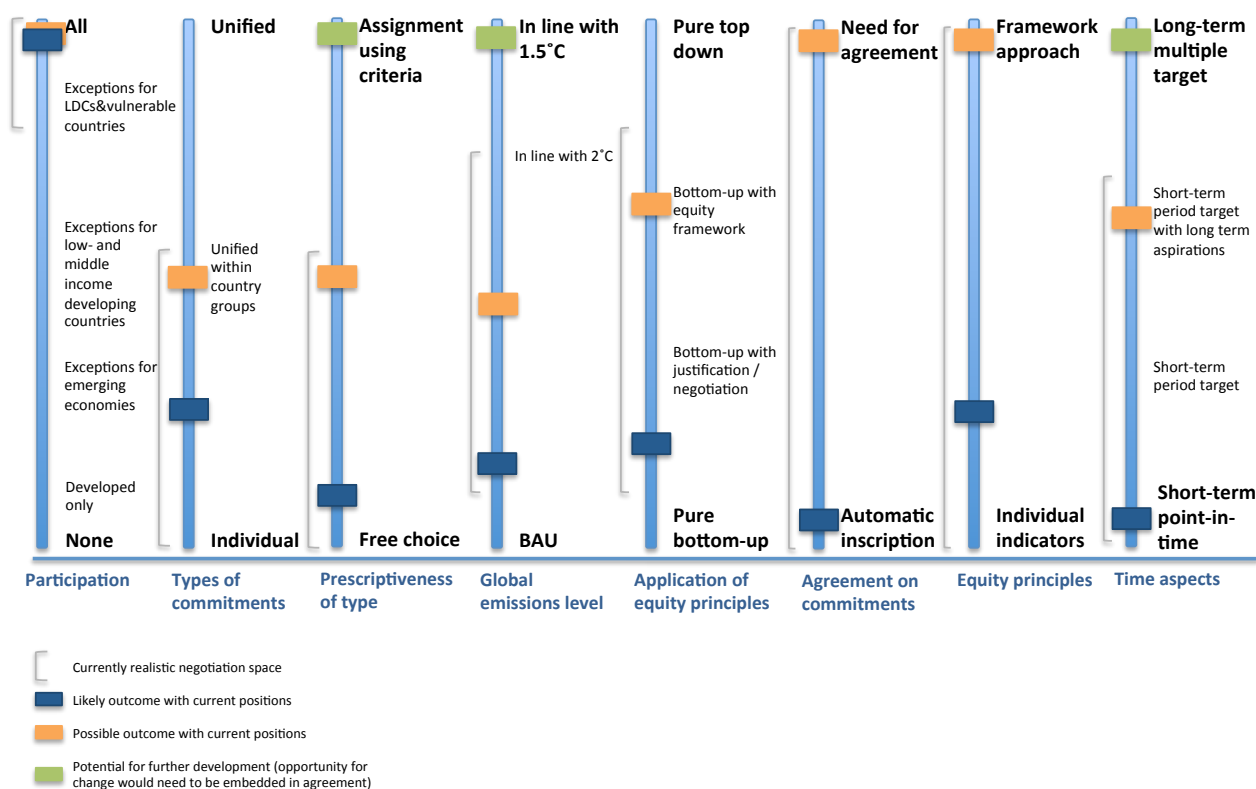 All
Exceptions for
LDCs&vulnerable
countries
Exceptions for
low- and
middle
income
developing
countries
Exceptions for
emerging
economies
Developed
only
None
Participation
Unified
Unified
within
country
groups
Individual
Types of
commitments
Assignment
using
criteria
Free choice
Prescriptiveness
of type
In line with
1.5˚C
In line with 2˚C
BAU
Global
emissions level
Pure top
down
Bottom-up with
equity
framework
Bottom-up with
justification /
negotiation
Pure
bottom-up
Application of
equity principles
Need for
agreement
Automatic
inscription
Agreement on
commitments
Framework
approach
Individual
indicators
Equity principles
Long-term
multiple
target
Short-term
period target
with long term
aspirations
Short-term
period target
Short-term
point-in-
time
Time aspects
Currently realistic negotiation space
Likely outcome with current positions
Possible outcome with current positions
Potential for further development (opportunity for
change would need to be embedded in agreement)